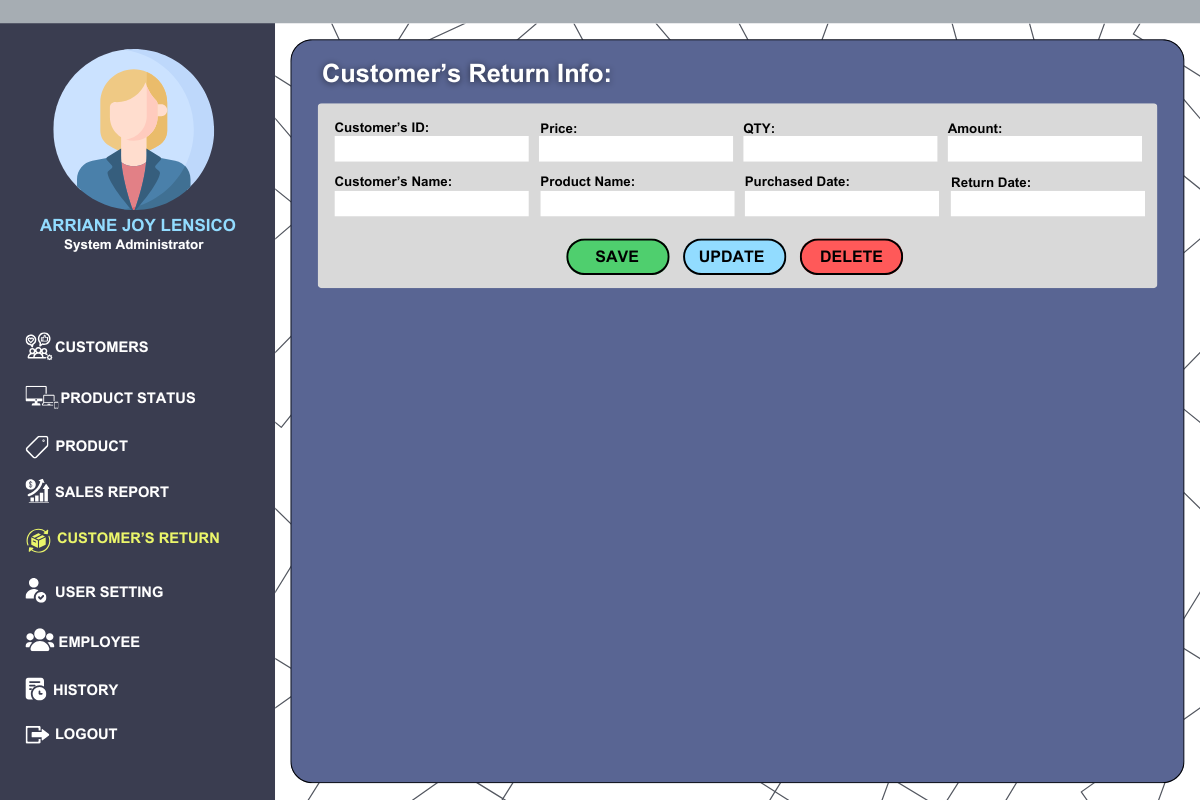 ARRIANE JOY LENSICO
System Administrator
CUSTOMERS
PRODUCT STATUS
PRODUCT
SALES REPORT
CUSTOMER’S RETURN
USER SETTING
EMPLOYEE
HISTORY
LOGOUT
Customer’s Return Info:
Customer’s ID: Price: QTY: Amount:
Customer’s Name: Product Name: Purchased Date: Return Date:
SAVE UPDATE DELETE